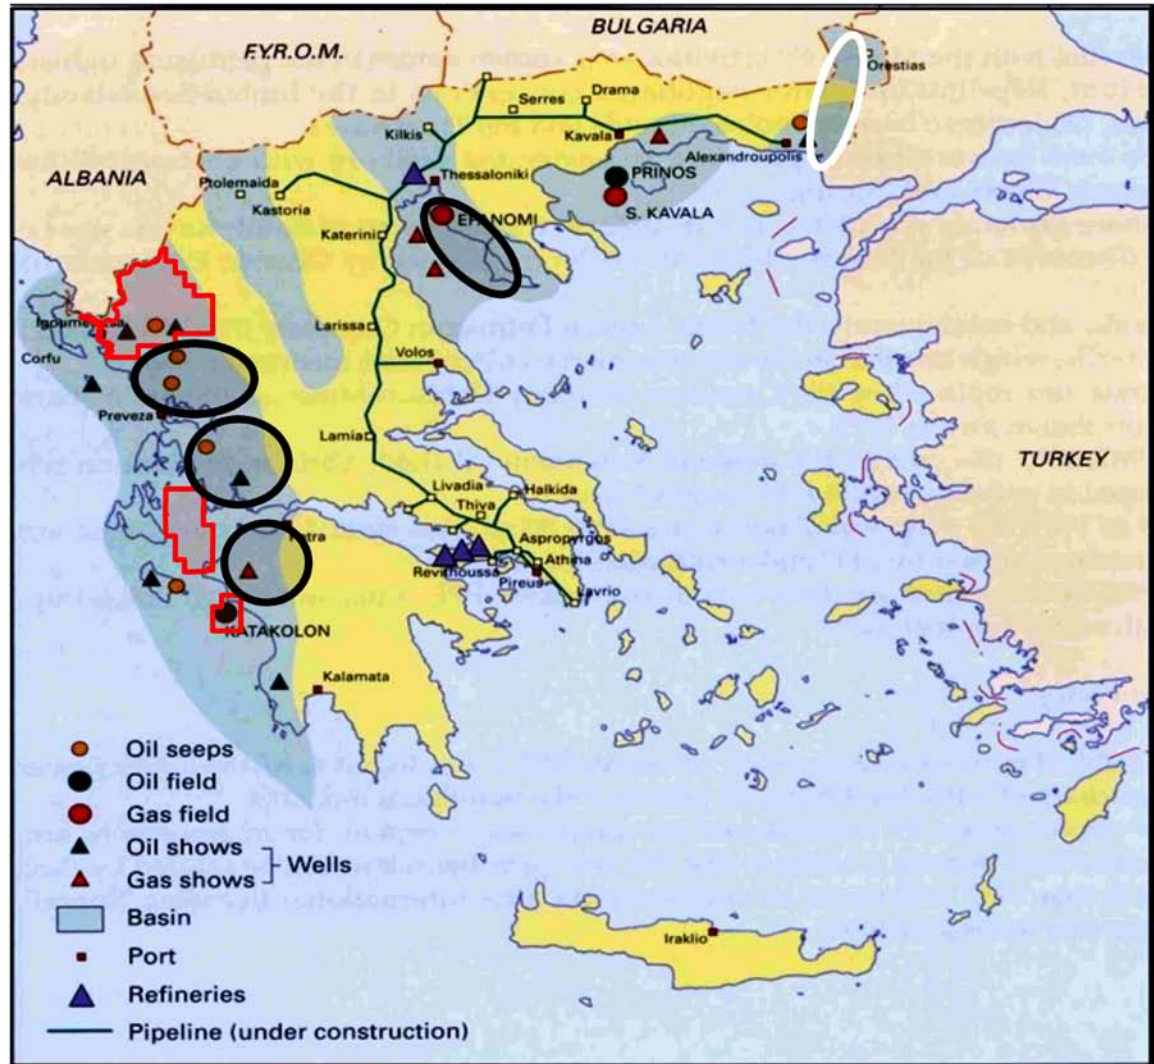 BULGARIA
F.Y.R.O.M.
Orestias
Drama
Serres
Kilkis
Kavala
Alexandroupolis
ALBANIA
Ptolemaida
Thessaloniki
PRINOS
Kastoria
S. KAVALA
EPANOMI
Katerini
Igoumenitsa
Larissa
Corfu
Volos
Preveza
Lamia
TURKEY
Livadia
Halkida
Thiva
Patra
Aspropyrgos
Athina
Revithoussa
Pireus
Lavrio
KATAKOLON
Kalamata
Oil seeps
Oil field
Gas field
Oil shows
Wells
Gas shows
Basin
Port
Iraklio
Refineries
Pipeline (under construction)